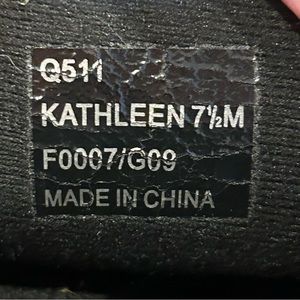 Q511
KATHLEEN 7½M
F0007/G09
MADE IN CHINA